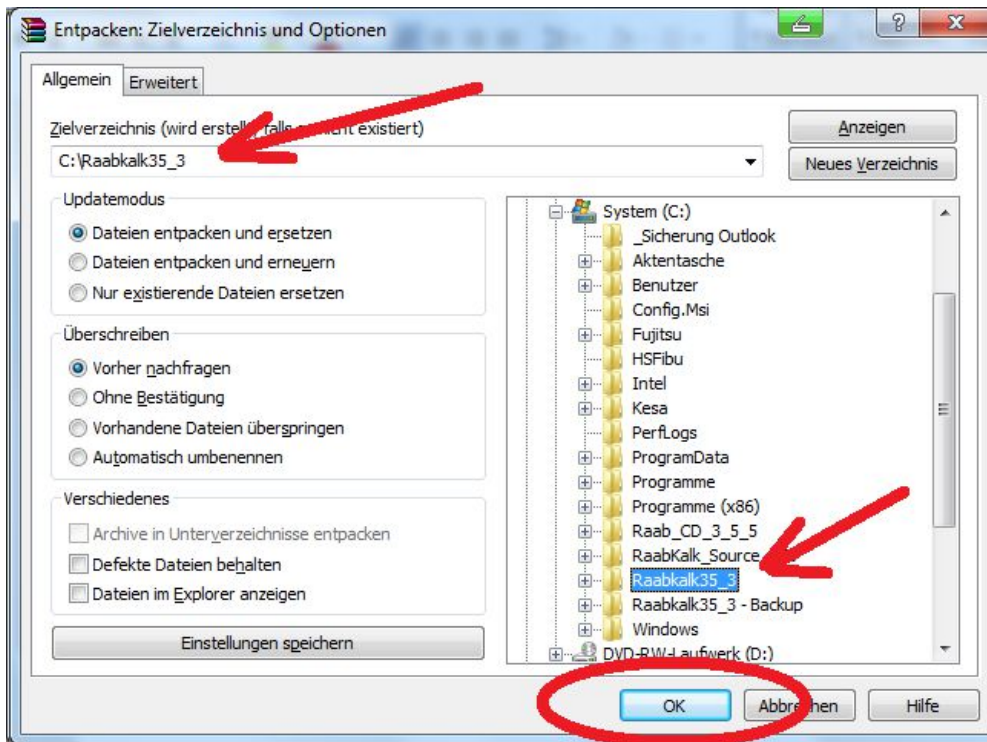 Entpacken: Zielverzeichnis und Optionen
Allgemein Erweitert
Zielverzeichnis (wird erstellt, falls nicht existiert)
Anzeigen
C:\Raabkalk35_3
Neues Verzeichnis
Updatemodus
Dateien entpacken und ersetzen
Dateien entpacken und erneuern
Nur existierende Dateien ersetzen
Überschreiben
Vorher nachfragen
Ohne Bestätigung
Vorhandene Dateien überspringen
Automatisch umbenennen
Verschiedenes
Archive in Unterverzeichnisse entpacken
Defekte Dateien behalten
Dateien im Explorer anzeigen
Einstellungen speichern
System (C:)
_Sicherung Outlook
Aktentasche
Benutzer
Config.Msi
Fujitsu
HSFibu
Intel
Kesa
PerfLogs
ProgramData
Programme
Programme (x86)
Raab_CD_3_5_5
RaabKalk_Source
Raabkalk35_3
Raabkalk35_3 - Backup
Windows
DVD-RW-Laufwerk (D:)
OK Abbrechen Hilfe